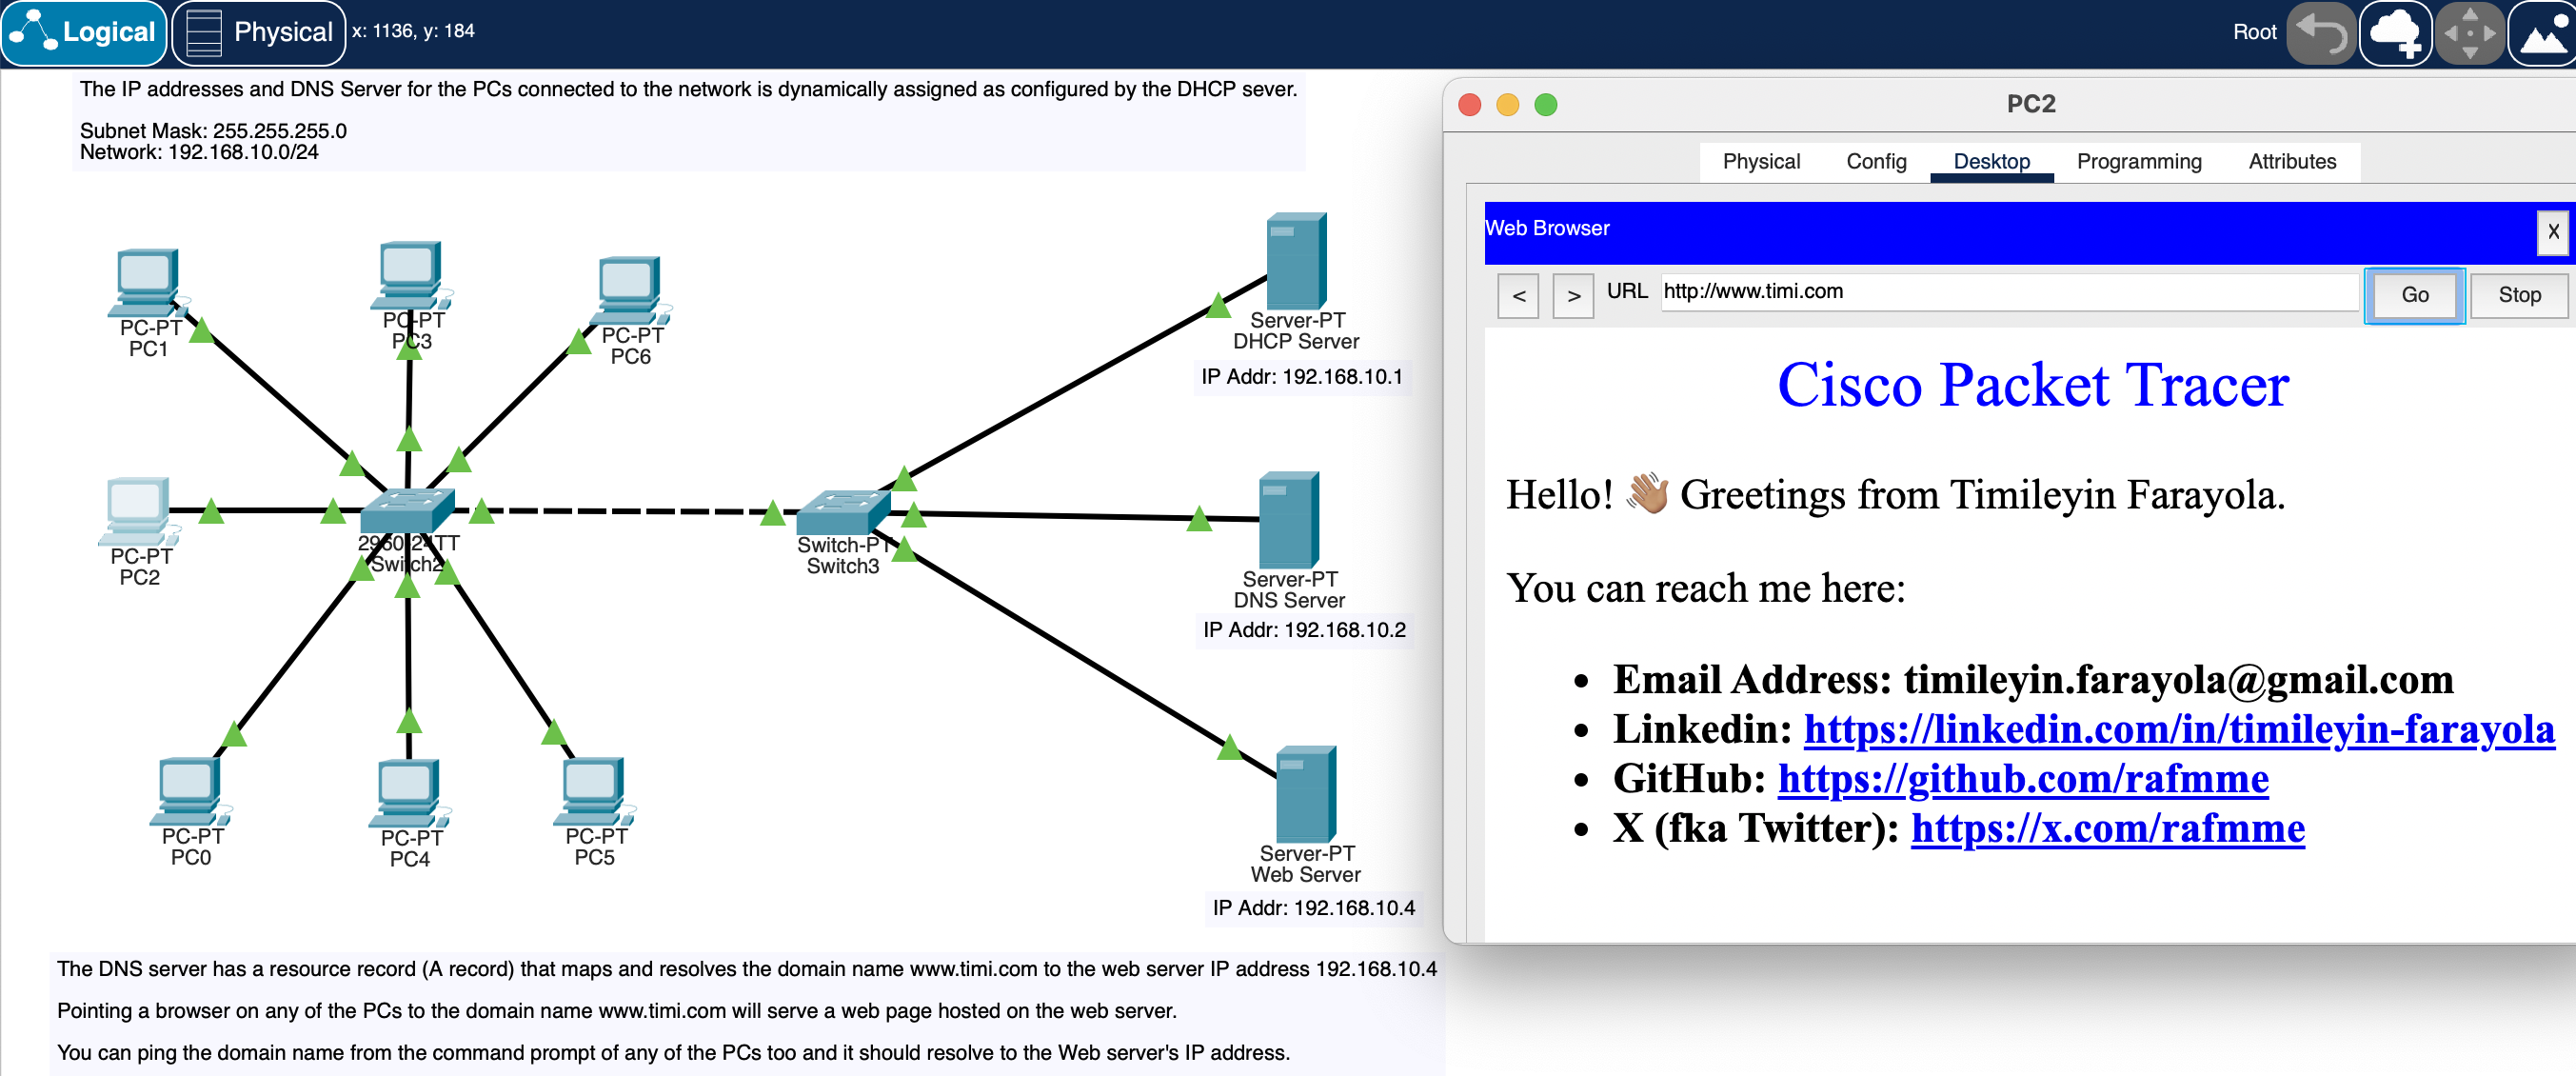 Logical
Physical
x: 1136, y: 184
Root
The IP addresses and DNS Server for the PCs connected to the network is dynamically assigned as configured by the DHCP sever.
Subnet Mask: 255.255.255.0
Network: 192.168.10.0/24
PC-PT
PC1
PC-PT
PC3
PC-PT
PC6
PC-PT
PC2
2960-24TT
Switch2
Switch-PT
Switch3
PC-PT
PC0
PC-PT
PC4
PC-PT
PC5
Server-PT
DHCP Server
IP Addr: 192.168.10.1
Server-PT
DNS Server
IP Addr: 192.168.10.2
Server-PT
Web Server
IP Addr: 192.168.10.4
The DNS server has a resource record (A record) that maps and resolves the domain name www.timi.com to the web server IP address 192.168.10.4
Pointing a browser on any of the PCs to the domain name www.timi.com will serve a web page hosted on the web server.
You can ping the domain name from the command prompt of any of the PCs too and it should resolve to the Web server's IP address.
PC2
Physical Config Desktop Programming Attributes
Web Browser
X
< > URL http://www.timi.com Go Stop
Cisco Packet Tracer
Hello! 👋🏽 Greetings from Timileyin Farayola.
You can reach me here:
• Email Address: timileyin.farayola@gmail.com
• Linkedin: https://linkedin.com/in/timileyin-farayola
• GitHub: https://github.com/rafmme
• X (fka Twitter): https://x.com/rafmme